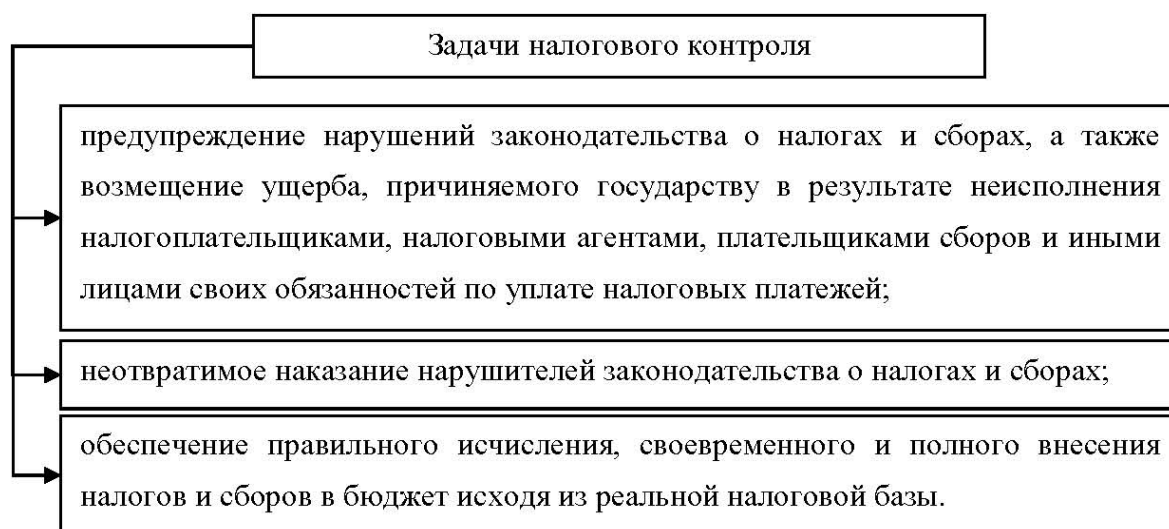 Задачи налогового контроля
предупреждение нарушений законодательства о налогах и сборах, а также
возмещение ущерба, причиняемого государству в результате неисполнения
налогоплательщиками, налоговыми агентами, плательщиками сборов и иными
лицами своих обязанностей по уплате налоговых платежей;
неотвратимое наказание нарушителей законодательства о налогах и сборах;
обеспечение правильного исчисления, своевременного и полного внесения
налогов и сборов в бюджет исходя из реальной налоговой базы.